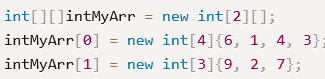 int[][]intMyArr = new int[2][];
intMyArr[0] = new int[4]{6, 1, 4, 3};
intMyArr[1] = new int[3]{9, 2, 7};